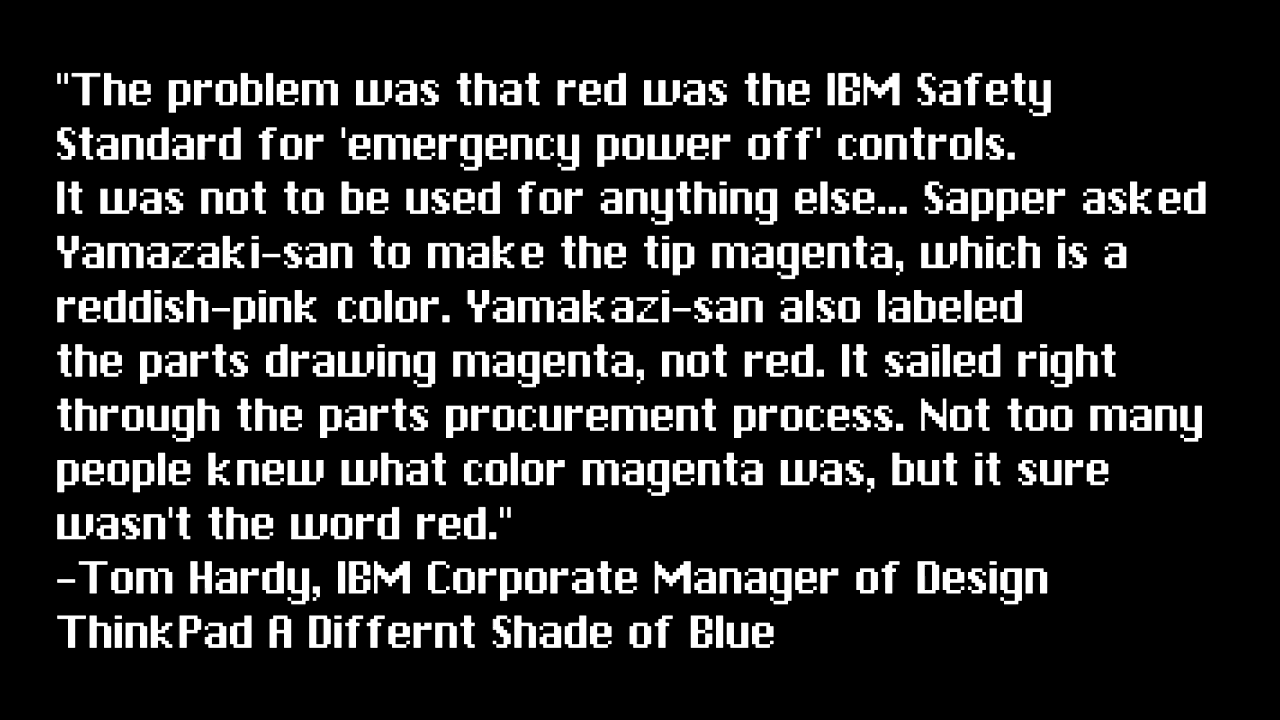 "The problem was that red was the IBM Safety
Standard for 'emergency power off' controls.
It was not to be used for anything else... Sapper asked
Yamazaki-san to make the tip magenta, which is a
reddish-pink color. Yamakazi-san also labeled
the parts drawing magenta, not red. It sailed right
through the parts procurement process. Not too many
people knew what color magenta was, but it sure
wasn't the word red."
-Tom Hardy, IBM Corporate Manager of Design
ThinkPad A Differnt Shade of Blue